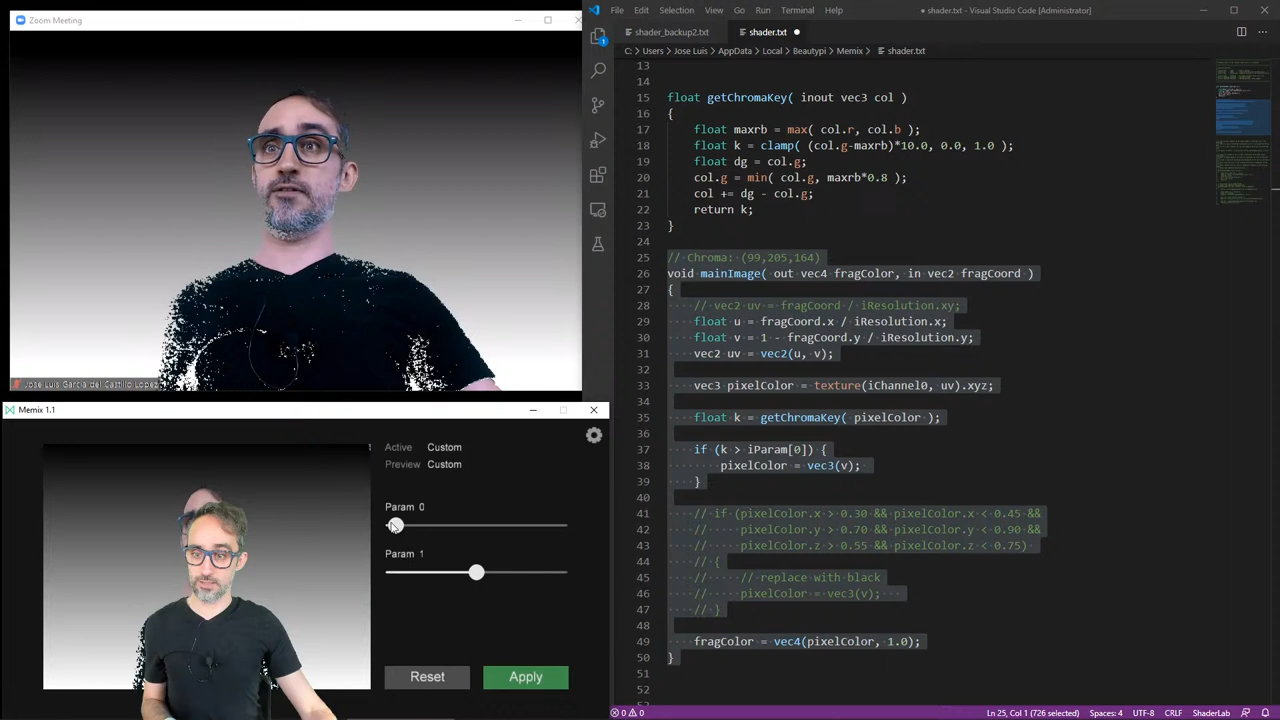 Zoom Meeting
Jose Luis García del Castillo Lopez
Memix 1.1
Active Custom
Preview Custom
Param 0
Param 1
Reset
Apply
File Edit Selection View Go Run Terminal Help
shader.txt - Visual Studio Code [Administrator]
shader_backup2.txt
shader.txt
C: > Users > Jose Luis > AppData > Local > Beautypi > Memix > shader.txt
13
14
15 float getChromaKey( inout vec3 col )
16 {
17 float maxrb = max( col.r, col.b );
18 float k = clamp( (col.g-maxrb)*10.0, 0.0, 1.0 );
19 float dg = col.g;
20 col.g = min( col.g, maxrb*0.8 );
21 col += dg - col.g;
22 return k;
23 }
24
25 // Chroma: (99,205,164)
26 void mainImage( out vec4 fragColor, in vec2 fragCoord )
27 {
28 // vec2 uv = fragCoord / iResolution.xy;
29 float u = fragCoord.x / iResolution.x;
30 float v = 1 - fragCoord.y / iResolution.y;
31 vec2 uv = vec2(u, v);
32
33 vec3 pixelColor = texture(iChannel0, uv).xyz;
34
35 float k = getChromaKey( pixelColor );
36
37 if (k > iParam[0]) {
38 pixelColor = vec3(v);
39 }
40
41 // if (pixelColor.x > 0.30 && pixelColor.x < 0.45 &&
42 // pixelColor.y > 0.70 && pixelColor.y < 0.90 &&
43 // pixelColor.z > 0.55 && pixelColor.z < 0.75)
44 // {
45 // // replace with black
46 // pixelColor = vec3(v);
47 // }
48
49 fragColor = vec4(pixelColor, 1.0);
50 }
51
52
53
0 0
Ln 25, Col 1 (726 selected) Spaces: 4 UTF-8 CRLF ShaderLab